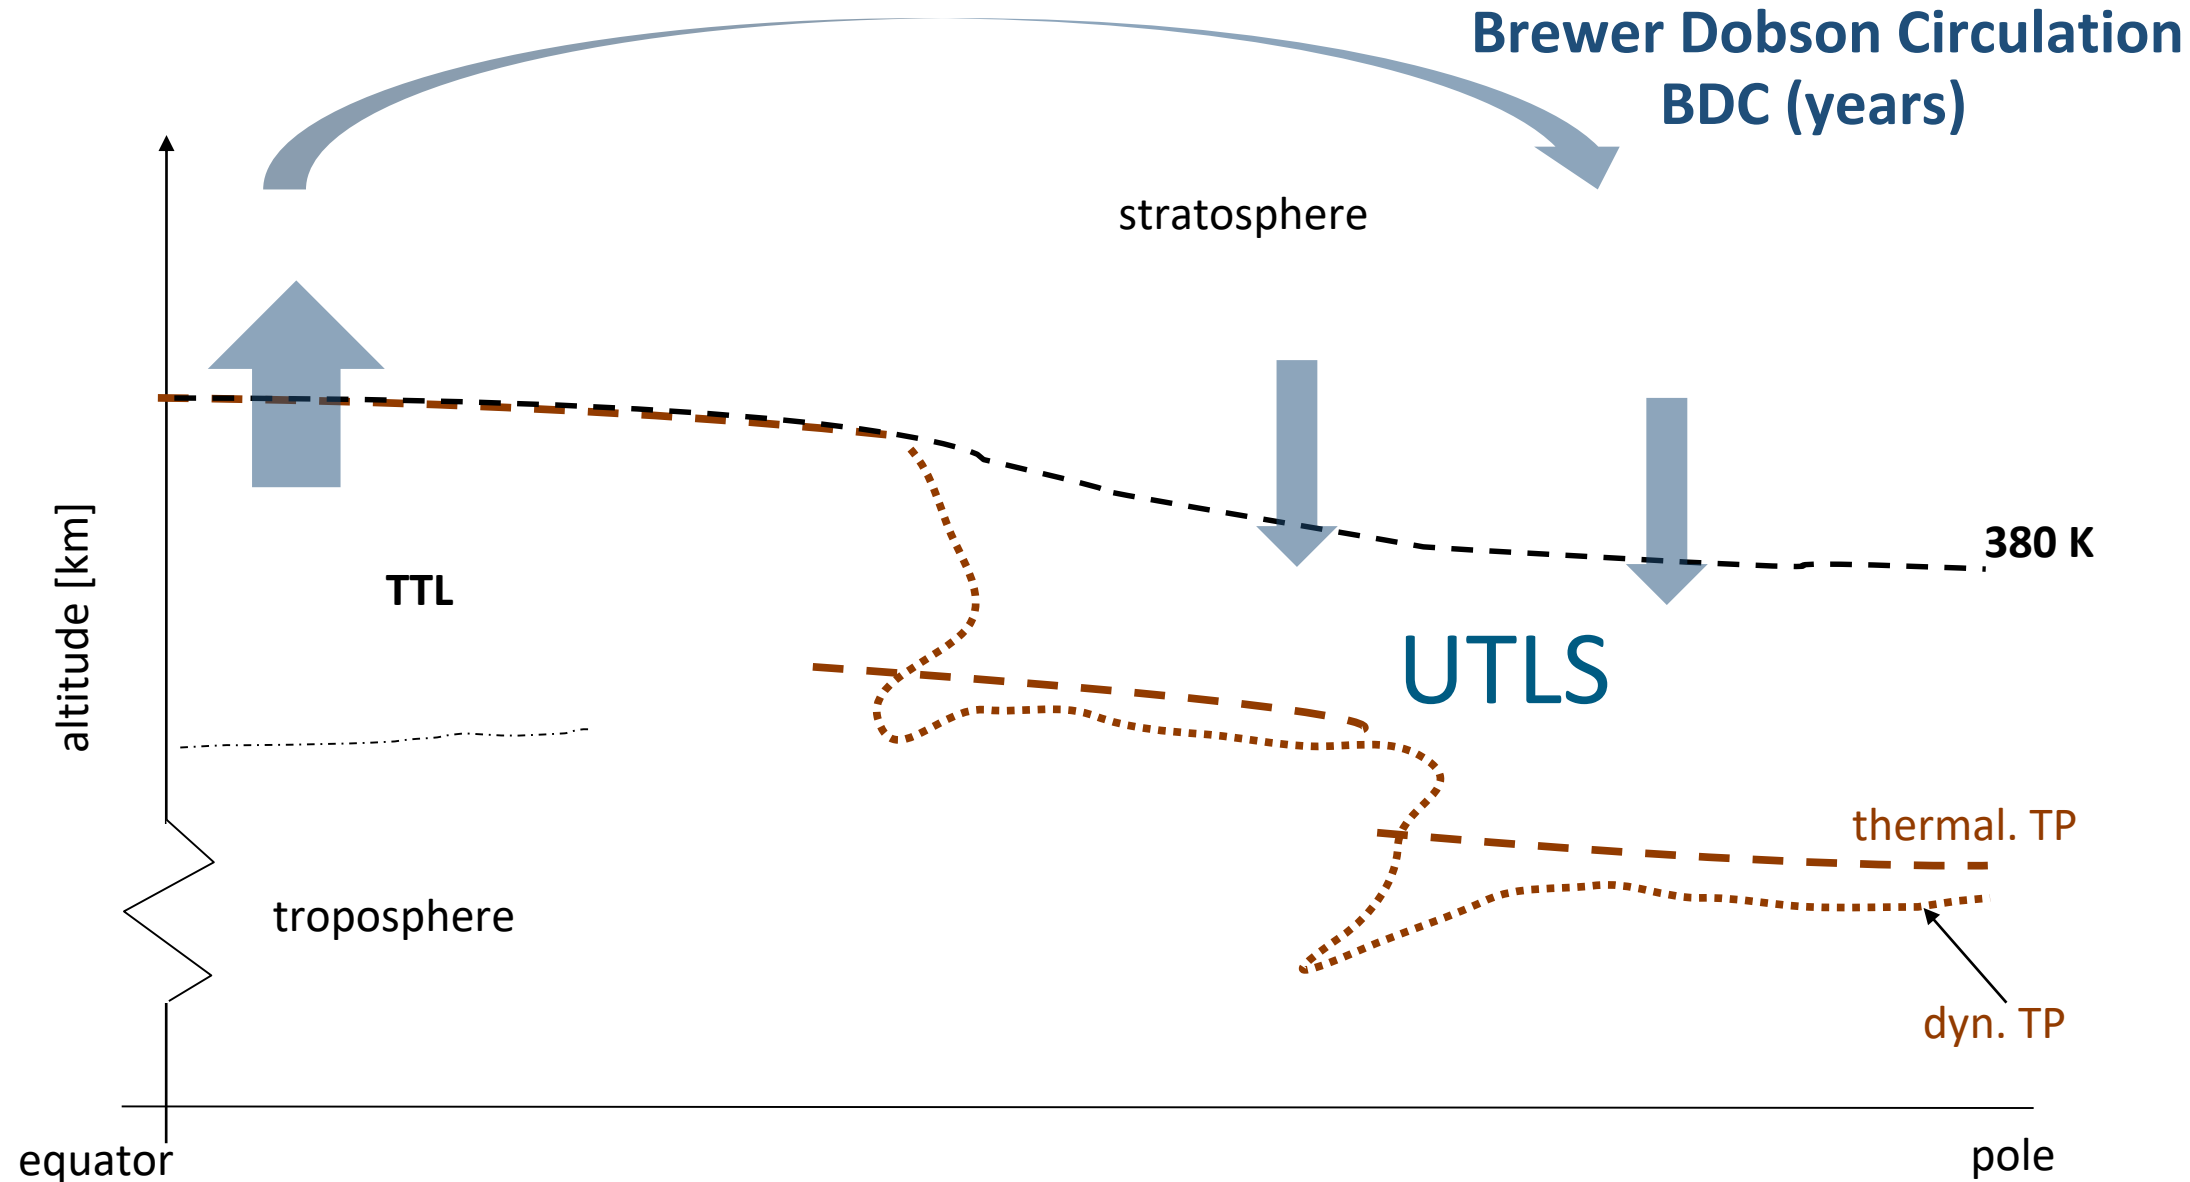 Brewer Dobson Circulation
BDC (years)
stratosphere
380 K
TTL
UTLS
altitude [km]
thermal. TP
troposphere
dyn. TP
equator
pole